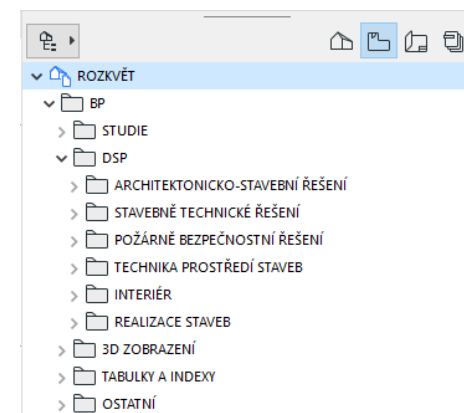 ROZKVĚT
BP
STUDIE
DSP
ARCHITEKTONICKO-STAVEBNÍ ŘEŠENÍ
STAVEBNĚ TECHNICKÉ ŘEŠENÍ
POŽÁRNĚ BEZPEČNOSTNÍ ŘEŠENÍ
TECHNIKA PROSTŘEDÍ STAVEB
INTERIÉR
REALIZACE STAVEB
3D ZOBRAZENÍ
TABULKY A INDEXY
OSTATNÍ